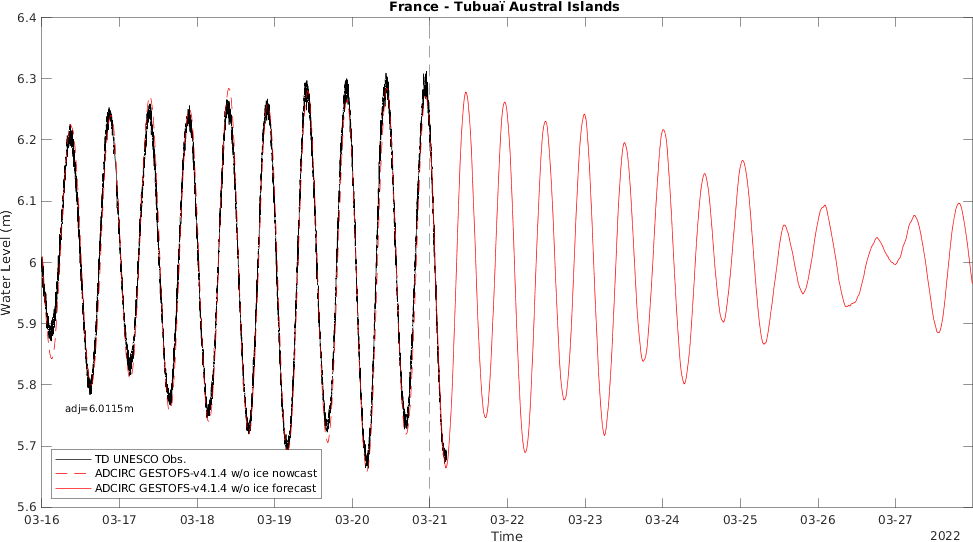 France - Tubuaï Austral Islands
6.4
6.3
6.2
6.1
6
5.9
5.8
5.7
5.6
Water Level (m)
adj=6.0115m
TD UNESCO Obs.
ADCIRC GESTOFS-v4.1.4 w/o ice nowcast
ADCIRC GESTOFS-v4.1.4 w/o ice forecast
03-16 03-17 03-18 03-19 03-20 03-21 03-22 03-23 03-24 03-25 03-26 03-27
Time
2022